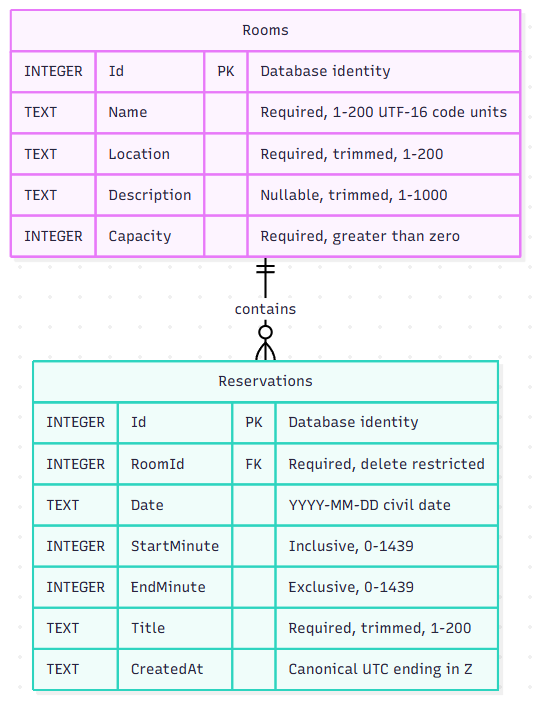 Rooms
INTEGER Id PK Database identity
TEXT Name Required, 1-200 UTF-16 code units
TEXT Location Required, trimmed, 1-200
TEXT Description Nullable, trimmed, 1-1000
INTEGER Capacity Required, greater than zero
contains
Reservations
INTEGER Id PK Database identity
INTEGER RoomId FK Required, delete restricted
TEXT Date YYYY-MM-DD civil date
INTEGER StartMinute Inclusive, 0-1439
INTEGER EndMinute Exclusive, 0-1439
TEXT Title Required, trimmed, 1-200
TEXT CreatedAt Canonical UTC ending in Z